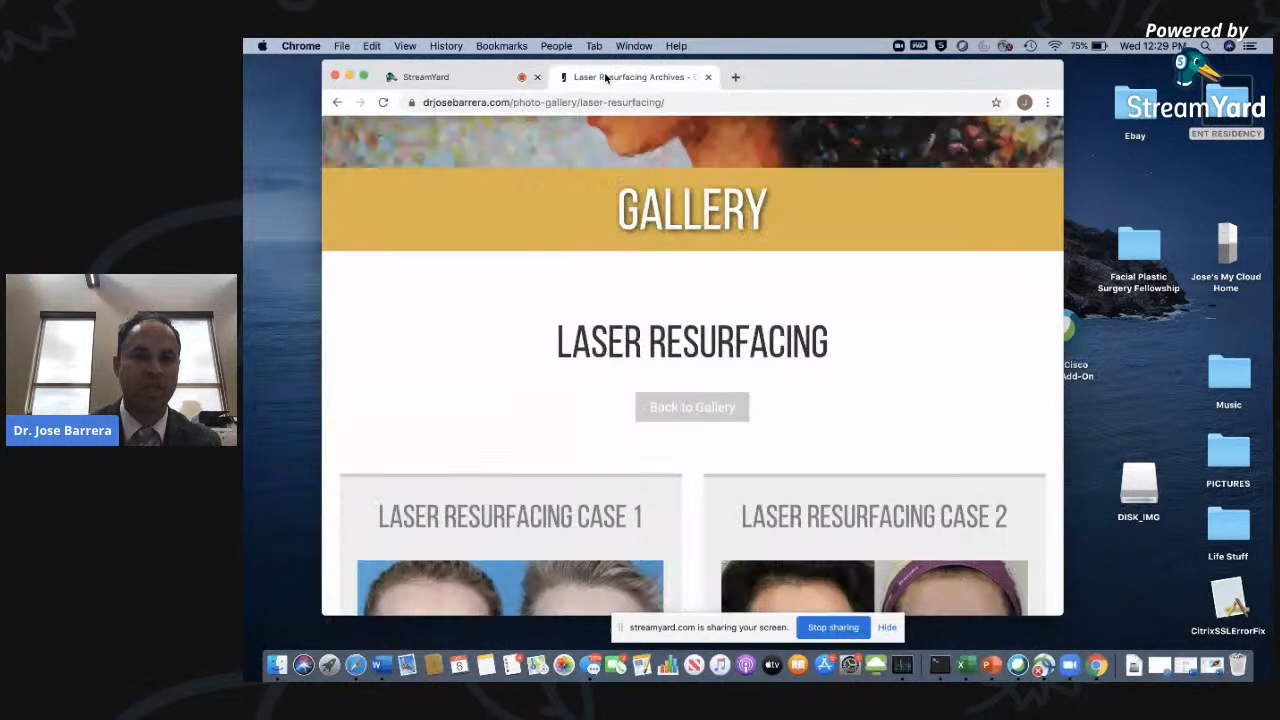 Powered by
StreamYard
Chrome File Edit View History Bookmarks People Tab Window Help
75% Wed 12:29 PM
StreamYard
Laser Resurfacing Archives -
drjosebarrera.com/photo-gallery/laser-resurfacing/
GALLERY
LASER RESURFACING
Back to Gallery
LASER RESURFACING CASE 1
LASER RESURFACING CASE 2
streamyard.com is sharing your screen. Stop sharing Hide
Dr. Jose Barrera
Ebay
ENT RESIDENCY
Facial Plastic
Surgery Fellowship
Jose's My Cloud
Home
Cisco
Add-On
Music
PICTURES
DISK_IMG
Life Stuff
CitrixSSLErrorFix